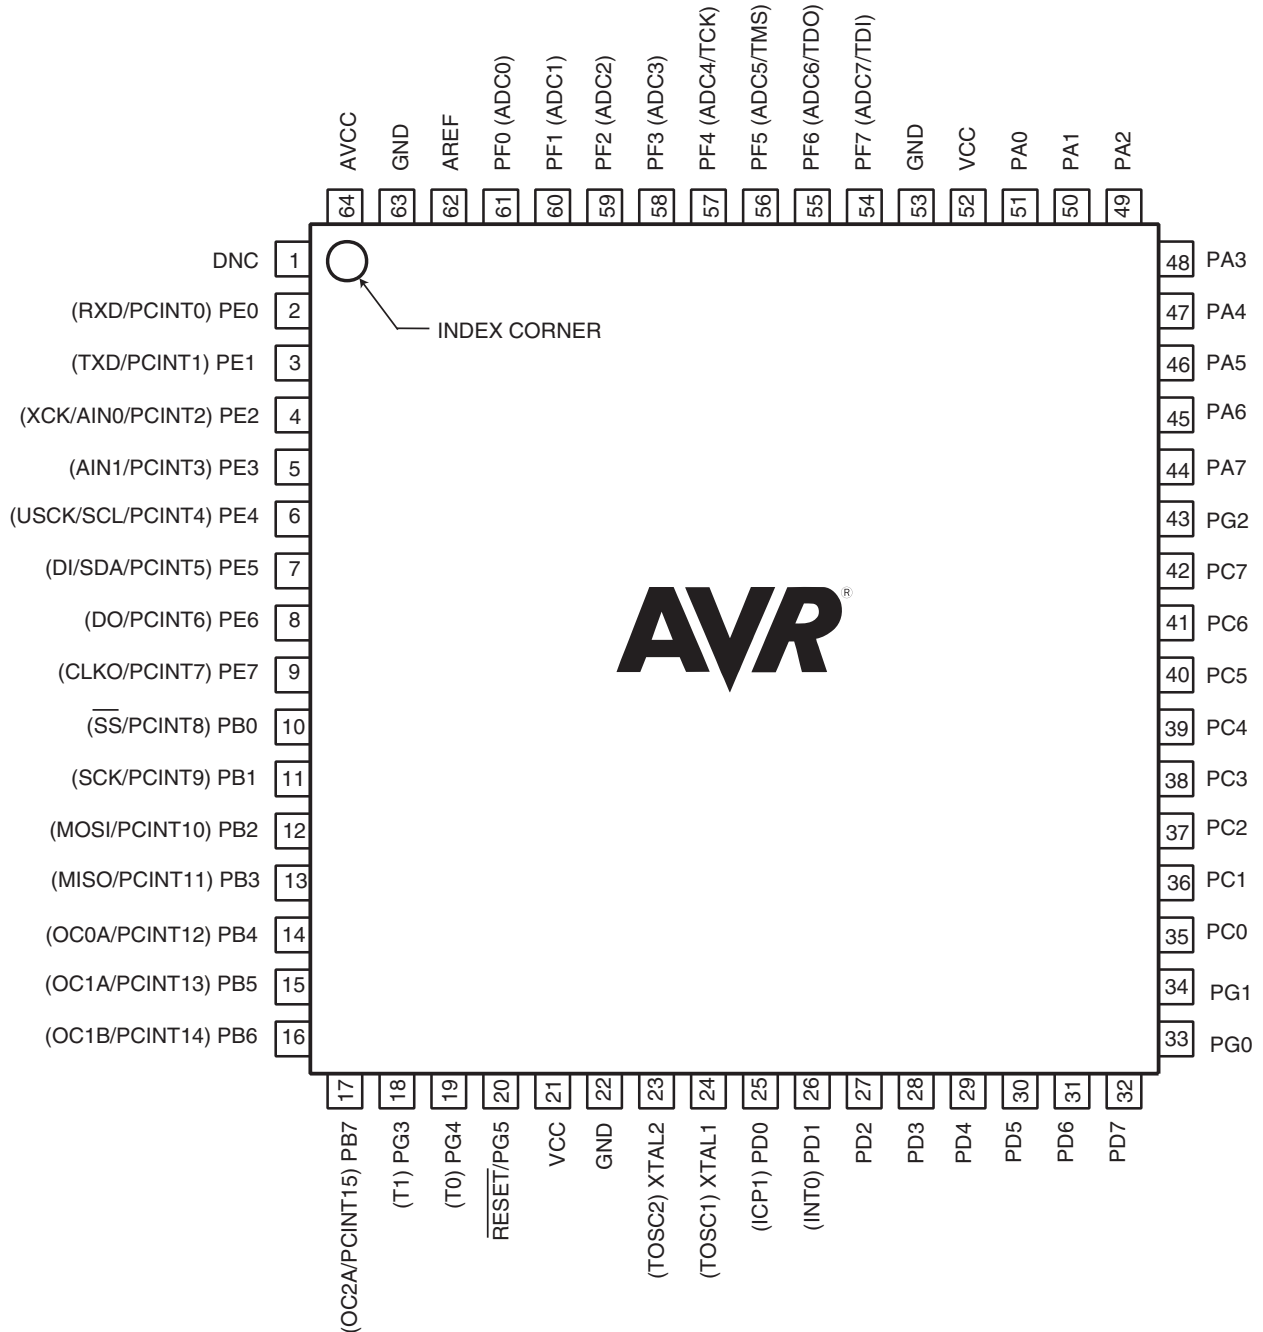 AVCC
GND
AREF
PF0 (ADC0)
PF1 (ADC1)
PF2 (ADC2)
PF3 (ADC3)
PF4 (ADC4/TCK)
PF5 (ADC5/TMS)
PF6 (ADC6/TDO)
PF7 (ADC7/TDI)
GND
VCC
PA0
PA1
PA2
64
63
62
61
60
59
58
57
56
55
54
53
52
51
50
49
DNC 1
(RXD/PCINT0) PE0 2
(TXD/PCINT1) PE1 3
(XCK/AIN0/PCINT2) PE2 4
(AIN1/PCINT3) PE3 5
(USCK/SCL/PCINT4) PE4 6
(DI/SDA/PCINT5) PE5 7
(DO/PCINT6) PE6 8
(CLKO/PCINT7) PE7 9
(SS/PCINT8) PB0 10
(SCK/PCINT9) PB1 11
(MOSI/PCINT10) PB2 12
(MISO/PCINT11) PB3 13
(OC0A/PCINT12) PB4 14
(OC1A/PCINT13) PB5 15
(OC1B/PCINT14) PB6 16
INDEX CORNER
AVR®
48 PA3
47 PA4
46 PA5
45 PA6
44 PA7
43 PG2
42 PC7
41 PC6
40 PC5
39 PC4
38 PC3
37 PC2
36 PC1
35 PC0
34 PG1
33 PG0
17
18
19
20
21
22
23
24
25
26
27
28
29
30
31
32
(OC2A/PCINT15) PB7
(T1) PG3
(T0) PG4
RESET/PG5
VCC
GND
(TOSC2) XTAL2
(TOSC1) XTAL1
(ICP1) PD0
(INT0) PD1
PD2
PD3
PD4
PD5
PD6
PD7